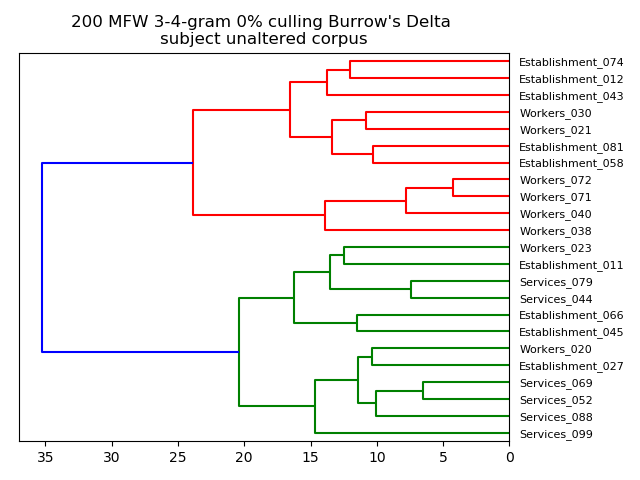 200 MFW 3-4-gram 0% culling Burrow's Delta
subject unaltered corpus
Establishment_074
Establishment_012
Establishment_043
Workers_030
Workers_021
Establishment_081
Establishment_058
Workers_072
Workers_071
Workers_040
Workers_038
Workers_023
Establishment_011
Services_079
Services_044
Establishment_066
Establishment_045
Workers_020
Establishment_027
Services_069
Services_052
Services_088
Services_099
35 30 25 20 15 10 5 0